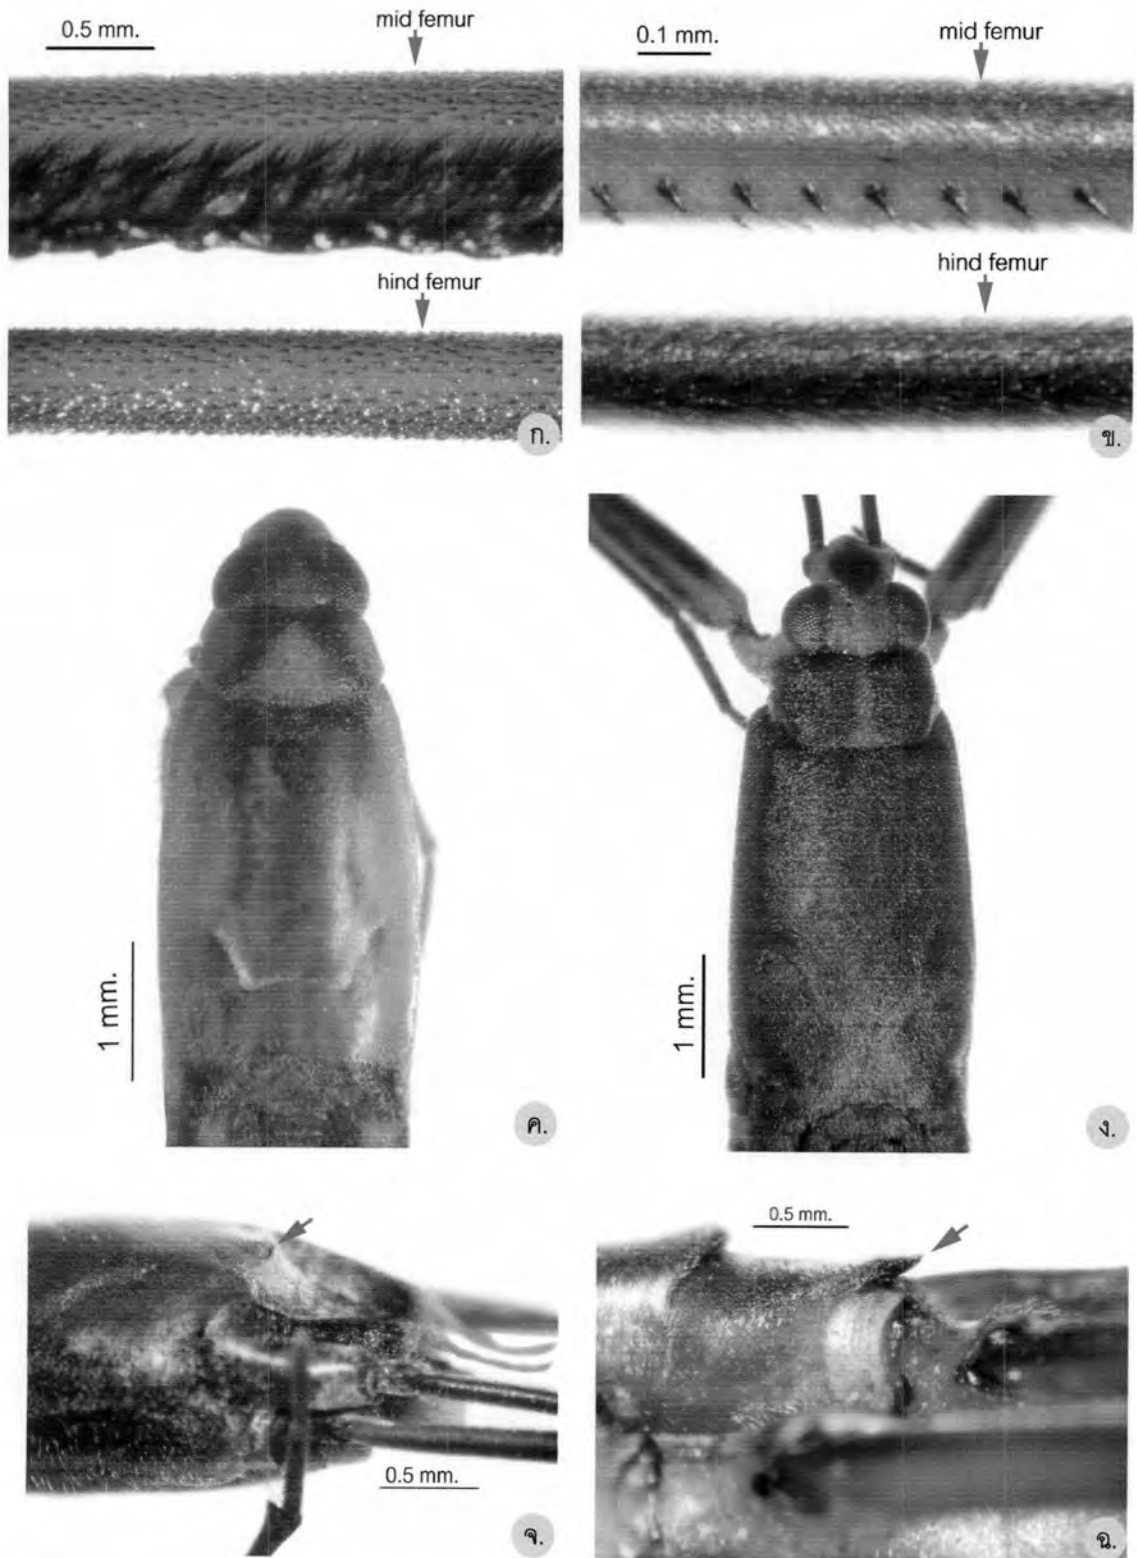 0.5 mm.
mid femur
0.1 mm.
mid femur
hind femur
hind femur
ก.
ข.
1 mm.
1 mm.
ค.
ง.
0.5 mm.
0.5 mm.
จ.
ฉ.